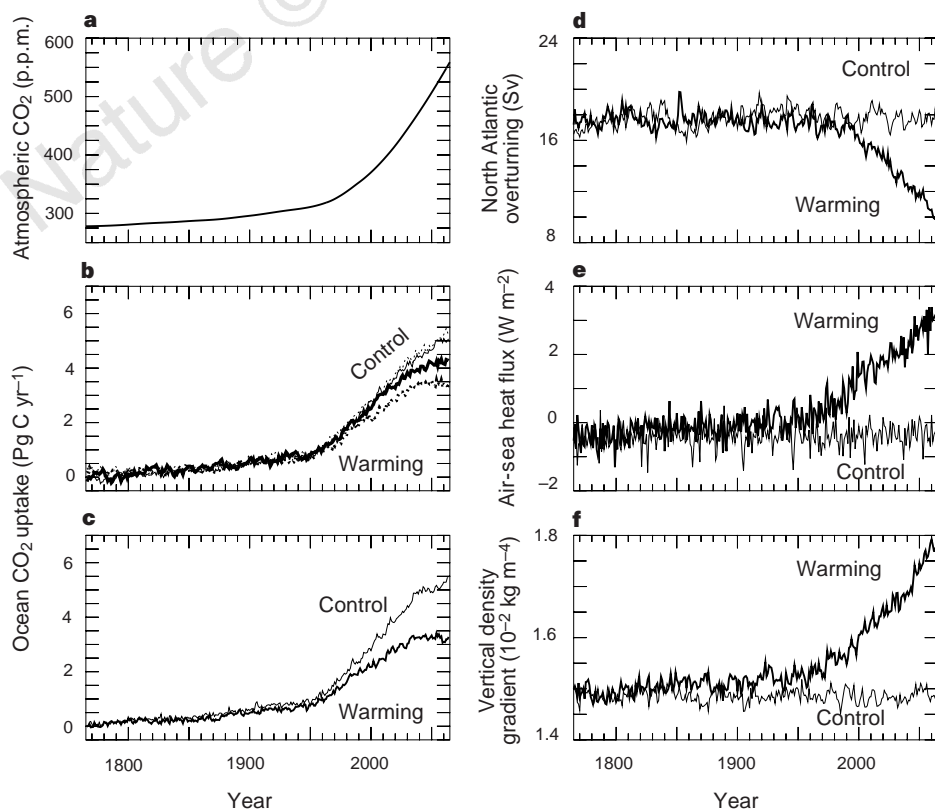 Nature ©
a
600
500
400
300
Atmospheric CO2 (p.p.m.)
b
6
4
2
0
Control
Warming
c
6
4
2
0
Control
Warming
Ocean CO2 uptake (Pg C yr–1)
1800
1900
2000
Year
d
24
16
8
North Atlantic
overturning (Sv)
Control
Warming
e
4
2
0
–2
Air-sea heat flux (W m–2)
Warming
Control
f
1.8
1.6
1.4
Vertical density
gradient (10–2 kg m–4)
Warming
Control
1800
1900
2000
Year